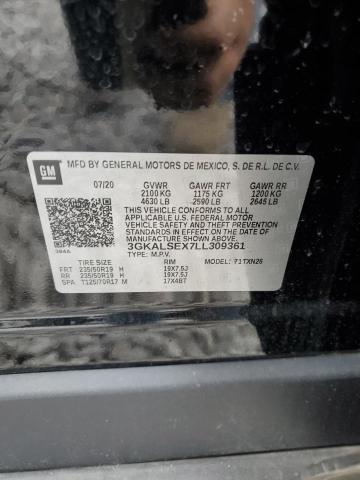 GM
MFD BY GENERAL MOTORS DE MEXICO, S. DE R.L. DE C.V.
07/20 GVWR GAWR FRT GAWR RR
2100 KG 1175 KG 1200 KG
4630 LB 2590 LB 2645 LB
THIS VEHICLE CONFORMS TO ALL
APPLICABLE U.S. FEDERAL MOTOR
VEHICLE SAFETY, BUMPER, AND THEFT
PREVENTION STANDARDS IN EFFECT ON
THE DATE OF MANUFACTURE SHOWN ABOVE.
3GKALSEX7LL309361
TYPE: M.P.V.
TIRE SIZE RIM MODEL: 71TXN26
FRT 235/50R19 H 19X7.5J
RR 235/50R19 H 19X7.5J
SPA T125/70R17 M 17X4BT